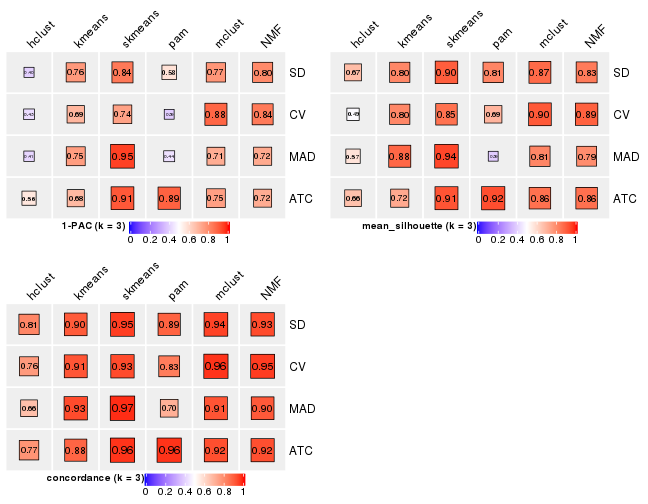 hclust kmeans skmeans pam mclust NMF
0.76 0.84 0.58 0.77 0.80 SD
0.69 0.74 0.88 0.84 CV
0.75 0.95 0.71 0.72 MAD
0.56 0.68 0.91 0.89 0.75 0.72 ATC
1-PAC (k = 3)
0 0.2 0.4 0.6 0.8 1
hclust kmeans skmeans pam mclust NMF
0.67 0.80 0.90 0.81 0.87 0.83 SD
0.49 0.80 0.85 0.69 0.90 0.89 CV
0.57 0.88 0.94 0.81 0.79 MAD
0.66 0.72 0.91 0.92 0.86 0.86 ATC
mean_silhouette (k = 3)
0 0.2 0.4 0.6 0.8 1
hclust kmeans skmeans pam mclust NMF
0.81 0.90 0.95 0.89 0.94 0.93 SD
0.76 0.91 0.93 0.83 0.96 0.95 CV
0.66 0.93 0.97 0.70 0.91 0.90 MAD
0.77 0.88 0.96 0.96 0.92 0.92 ATC
concordance (k = 3)
0 0.2 0.4 0.6 0.8 1